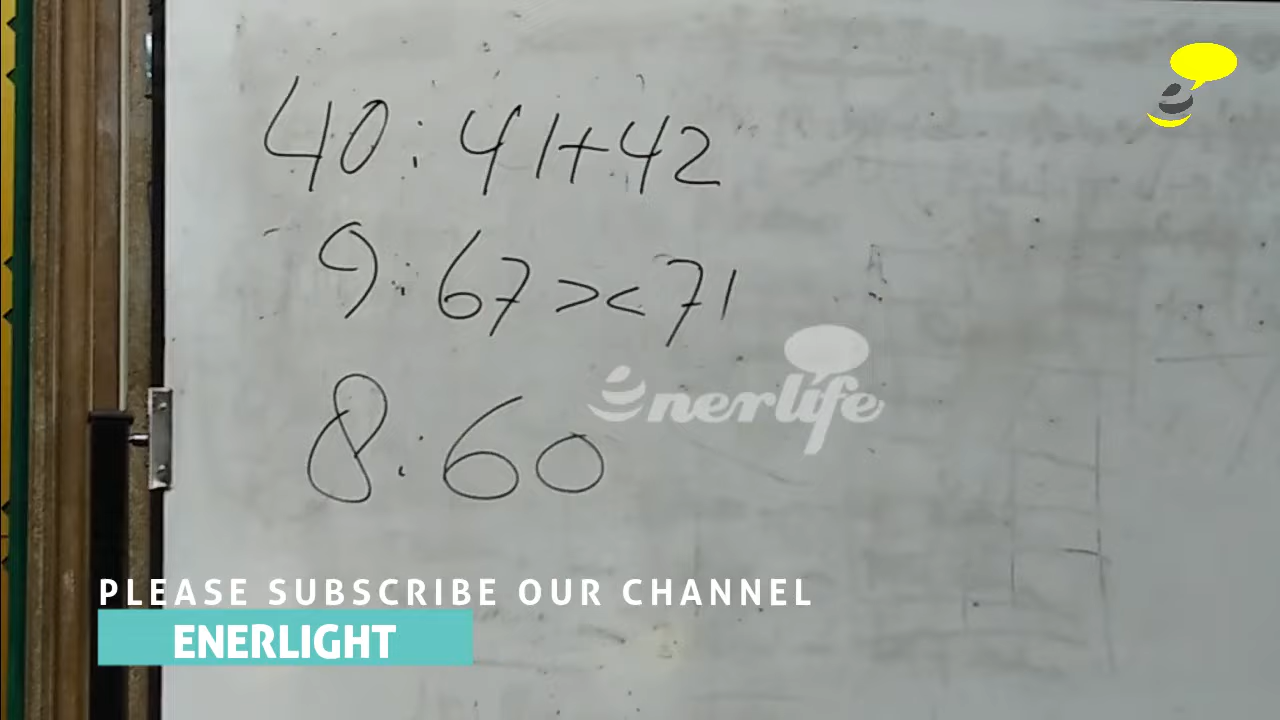 40: 41+42
9: 67 >< 71
8: 60
enerlife
PLEASE SUBSCRIBE OUR CHANNEL
ENERLIGHT